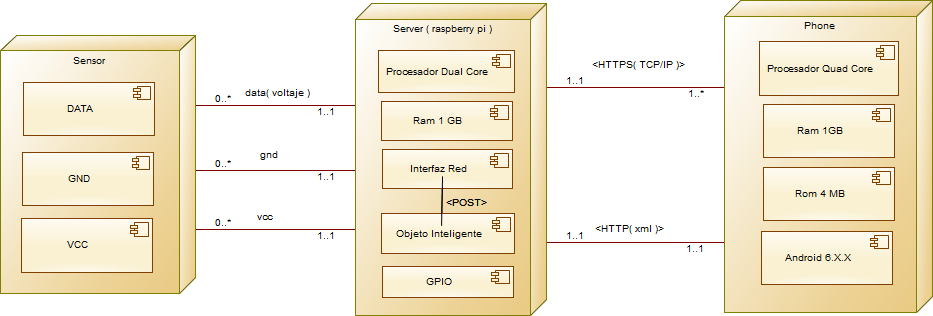 Sensor
DATA
GND
VCC
0..*
data( voltaje )
1..1
0..*
gnd
1..1
0..*
vcc
1..1
Server ( raspberry pi )
Procesador Dual Core
Ram 1 GB
Interfaz Red
<POST>
Objeto Inteligente
GPIO
<HTTPS( TCP/IP )>
1..1
1..*
<HTTP( xml )>
1..1
1..1
Phone
Procesador Quad Core
Ram 1GB
Rom 4 MB
Android 6.X.X